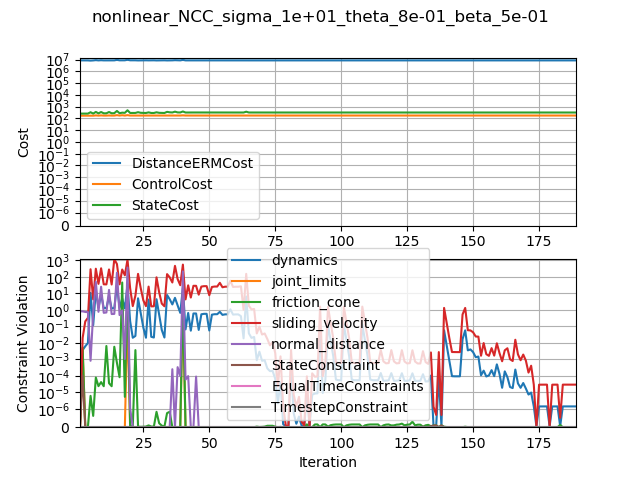 nonlinear_NCC_sigma_1e+01_theta_8e-01_beta_5e-01
10^7
10^6
10^5
10^4
10^3
10^2
10^1
10^0
10^-1
10^-2
10^-3
10^-4
10^-5
10^-6
0
Cost
DistanceERMCost
ControlCost
StateCost
25 50 75 100 125 150 175
10^3
10^2
10^1
10^0
10^-1
10^-2
10^-3
10^-4
10^-5
10^-6
0
Constraint Violation
dynamics
joint_limits
friction_cone
sliding_velocity
normal_distance
StateConstraint
EqualTimeConstraints
TimestepConstraint
25 50 75 100 125 150 175
Iteration